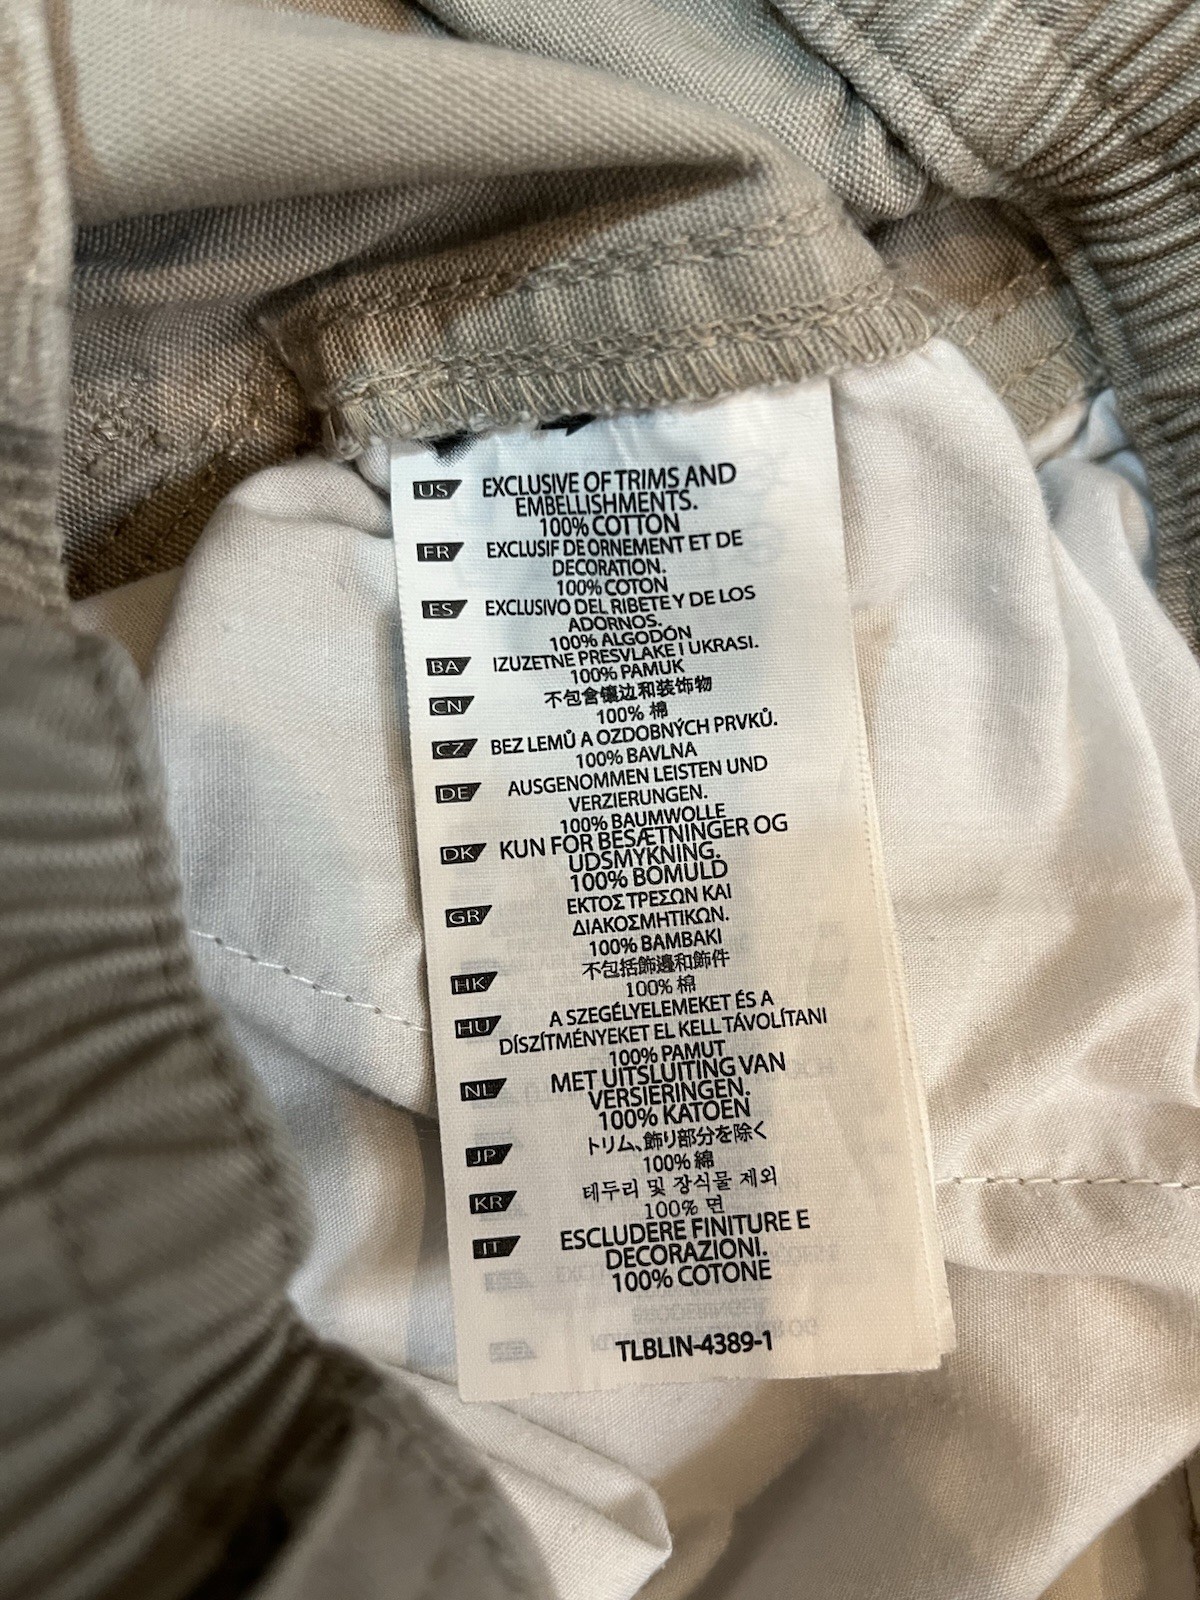 US EXCLUSIVE OF TRIMS AND
EMBELLISHMENTS.
100% COTTON
FR EXCLUSIF DE ORNEMENT ET DE
DECORATION.
100% COTON
ES EXCLUSIVO DEL RIBETE Y DE LOS
ADORNOS.
100% ALGODÓN
BA IZUZETNE PRESVLAKE I UKRASI.
100% PAMUK
CN 不包含镶边和装饰物
100% 棉
CZ BEZ LEMŮ A OZDOBNÝCH PRVKŮ.
100% BAVLNA
DE AUSGENOMMEN LEISTEN UND
VERZIERUNGEN.
100% BAUMWOLLE
DK KUN FOR BESÆTNINGER OG
UDSMYKNING.
100% BOMULD
GR ΕΚΤΟΣ ΤΡΕΣΩΝ ΚΑΙ
ΔΙΑΚΟΣΜΗΤΙΚΩΝ.
100% ΒΑΜΒΑΚΙ
HK 不包括飾邊和飾件
100% 棉
HU A SZEGÉLYELEMEKET ÉS A
DÍSZÍTMÉNYEKET EL KELL TÁVOLÍTANI
100% PAMUT
NL MET UITSLUITING VAN
VERSIERINGEN.
100% KATOEN
JP トリム、飾り部分を除く
100% 綿
KR 테두리 및 장식물 제외
100% 면
IT ESCLUDERE FINITURE E
DECORAZIONI.
100% COTONE
TLBLIN-4389-1